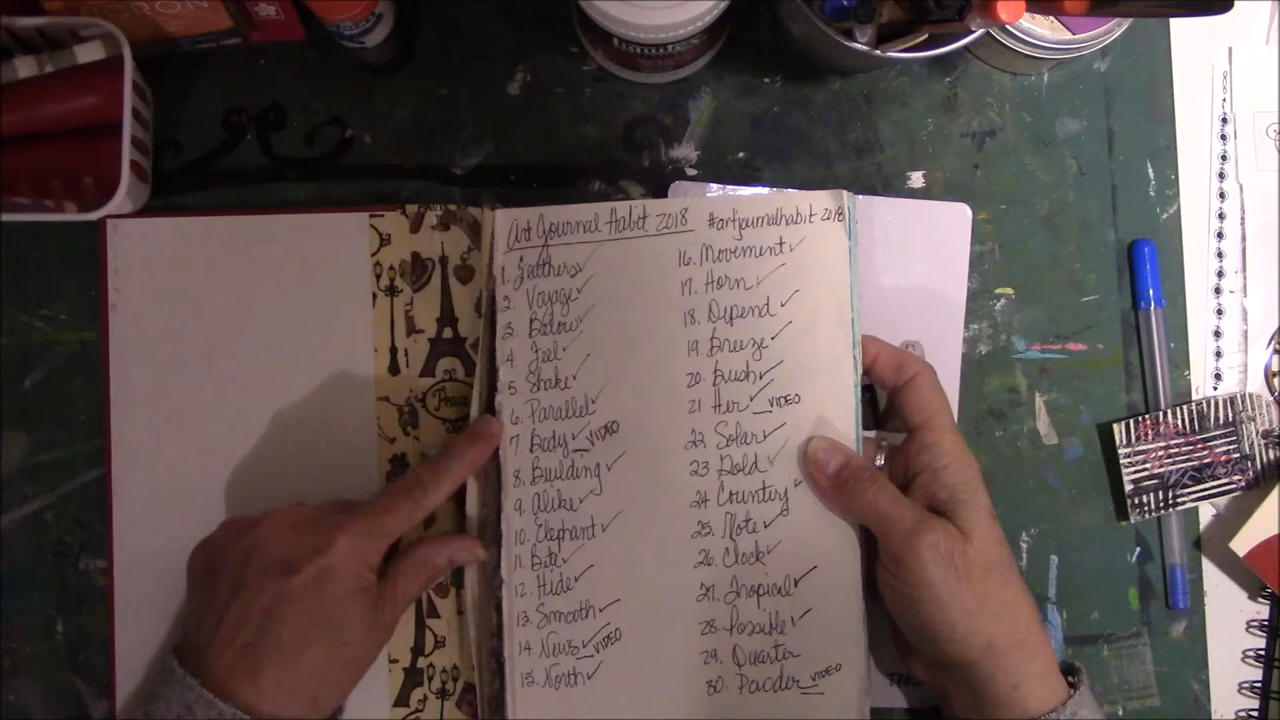 Art Journal Habit 2018 #artjournalhabit2018
1. Feathers ✓
2. Voyage ✓
3. Below ✓
4 Feel ✓
5. Shake ✓
6. Parallel ✓
7. Body ✓ VIDEO
8. Building ✓
9. Alike ✓
10. Elephant ✓
11. Bite ✓
12. Hide ✓
13. Smooth ✓
14 News ✓ VIDEO
15. North ✓
16. Movement ✓
17. Horn ✓
18. Depend ✓
19. Breeze ✓
20. Bush ✓
21 Her ✓ VIDEO
22 Solar ✓
23 Dold ✓
24 Country ✓
25. Note ✓
26. Clock ✓
27. Tropical ✓
28. Possible ✓
29. Quarter
30. Powder VIDEO
Paris